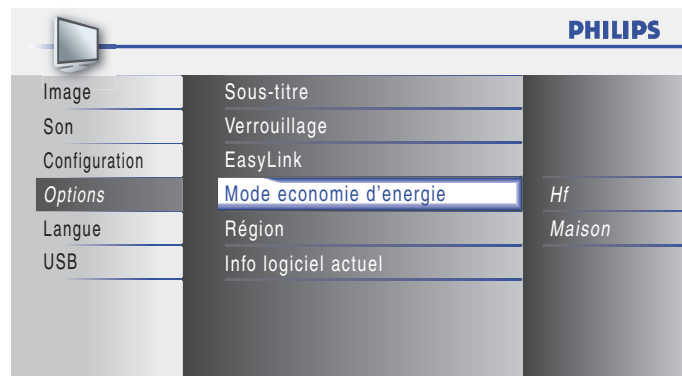 PHILIPS
Image
Son
Configuration
Options
Langue
USB
Sous-titre
Verrouillage
EasyLink
Mode economie d’energie
Région
Info logiciel actuel
Hf
Maison